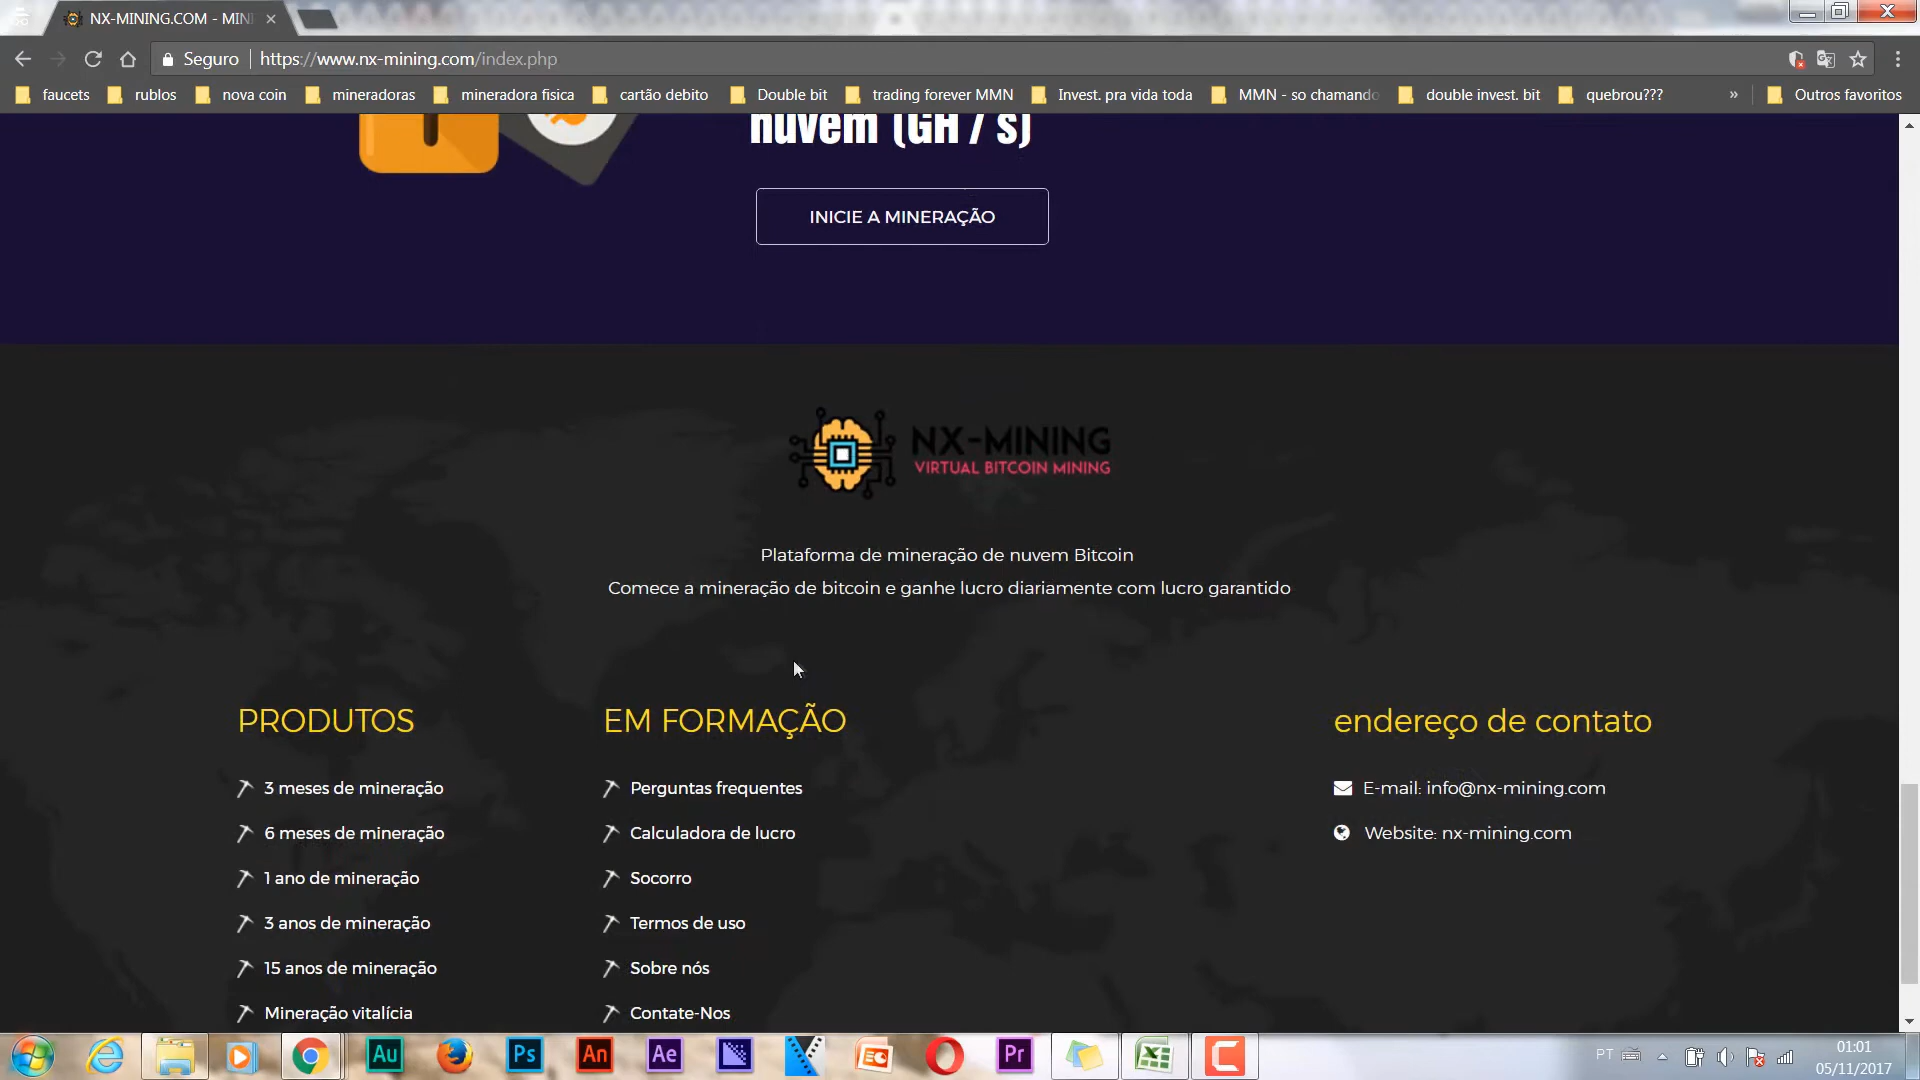 NX-MINING.COM - MIN
Seguro
https://www.nx-mining.com/index.php
faucets
rublos
nova coin
mineradoras
mineradora fisica
cartão debito
Double bit
trading forever MMN
Invest. pra vida toda
MMN - so chamando
double invest. bit
quebrou???
»
Outros favoritos
nuvem (GH / s)
INICIE A MINERAÇÃO
NX-MINING
VIRTUAL BITCOIN MINING
Plataforma de mineração de nuvem Bitcoin
Comece a mineração de bitcoin e ganhe lucro diariamente com lucro garantido
PRODUTOS
3 meses de mineração
6 meses de mineração
1 ano de mineração
3 anos de mineração
15 anos de mineração
Mineração vitalícia
EM FORMAÇÃO
Perguntas frequentes
Calculadora de lucro
Socorro
Termos de uso
Sobre nós
Contate-Nos
endereço de contato
E-mail: info@nx-mining.com
Website: nx-mining.com
Au
Ps
An
Ae
Pr
PT
01:01
05/11/2017